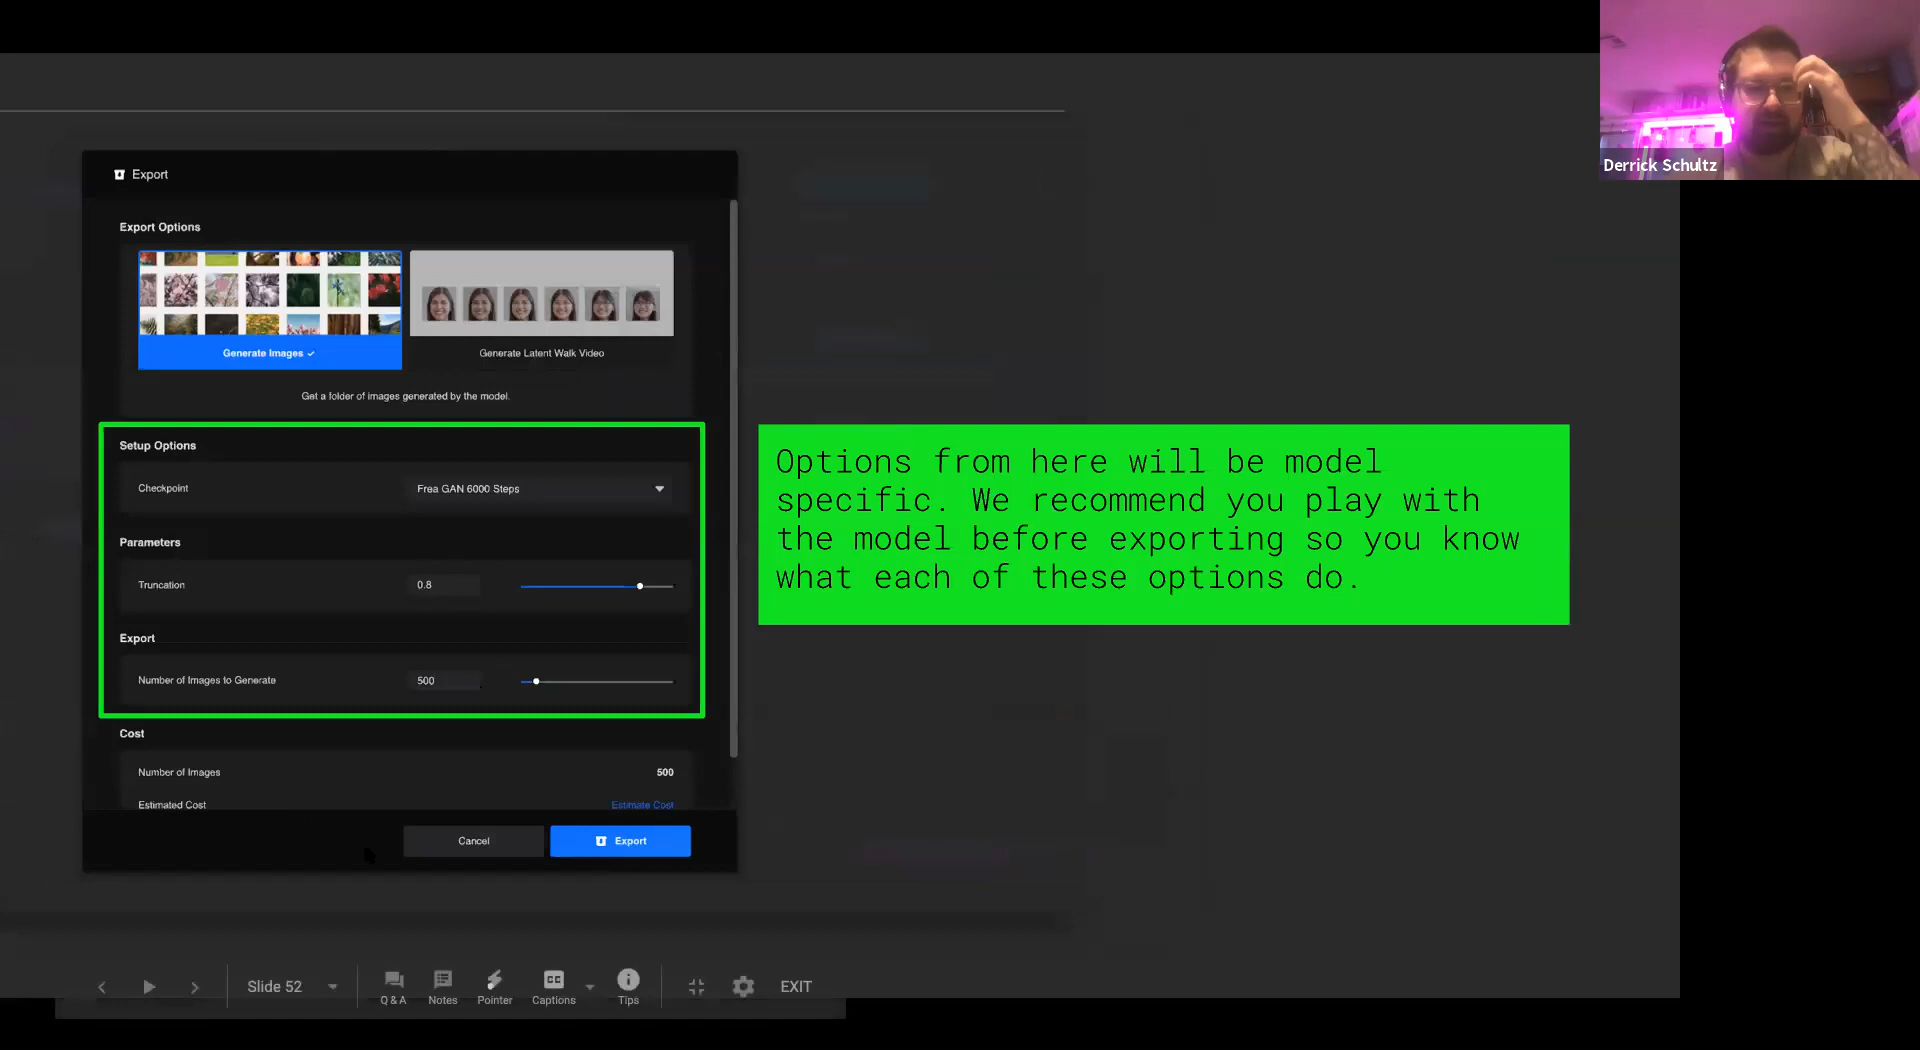 Derrick Schultz
Export
Export Options
Generate Images
Generate Latent Walk Video
Get a folder of images generated by the model.
Setup Options
Checkpoint
Frea GAN 6000 Steps
Parameters
Truncation
0.8
Export
Number of Images to Generate
500
Cost
Number of Images
500
Estimated Cost
Estimate Cost
Cancel
Export
Options from here will be model
specific. We recommend you play with
the model before exporting so you know
what each of these options do.
Slide 52
Q & A
Notes
Pointer
CC
Captions
Tips
EXIT